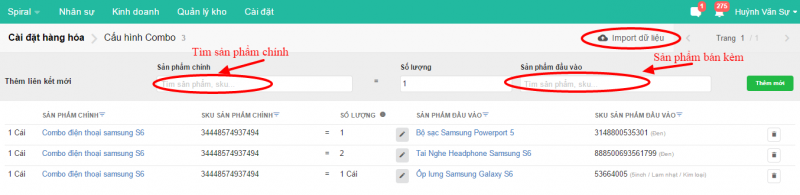 Spiral Nhân sự Kinh doanh Quản lý kho Cài đặt 1 275 Huỳnh Văn Sự
Cài đặt hàng hóa Cấu hình Combo 3 Import dữ liệu Trang 1 / 1
Tìm sản phẩm chính Sản phẩm bán kèm
Sản phẩm chính Số lượng Sản phẩm đầu vào
Thêm liên kết mới Tìm sản phẩm, sku... = 1 Tìm sản phẩm, sku... Thêm mới
SẢN PHẨM CHÍNH SKU SẢN PHẨM CHÍNH SỐ LƯỢNG SẢN PHẨM ĐẦU VÀO SKU SẢN PHẨM ĐẦU VÀO
1 Cái Combo điện thoại samsung S6 34448574937494 = 1 Bộ sạc Samsung Powerport 5 3148800535301 (Đen)
1 Cái Combo điện thoại samsung S6 34448574937494 = 2 Tai Nghe Headphone Samsung S6 888500693561799 (Đen)
1 Cái Combo điện thoại samsung S6 34448574937494 = 1 Cái Ốp lưng Samsung Galaxy S6 53664005 (5inch / Lam nhạt / Kim loại)